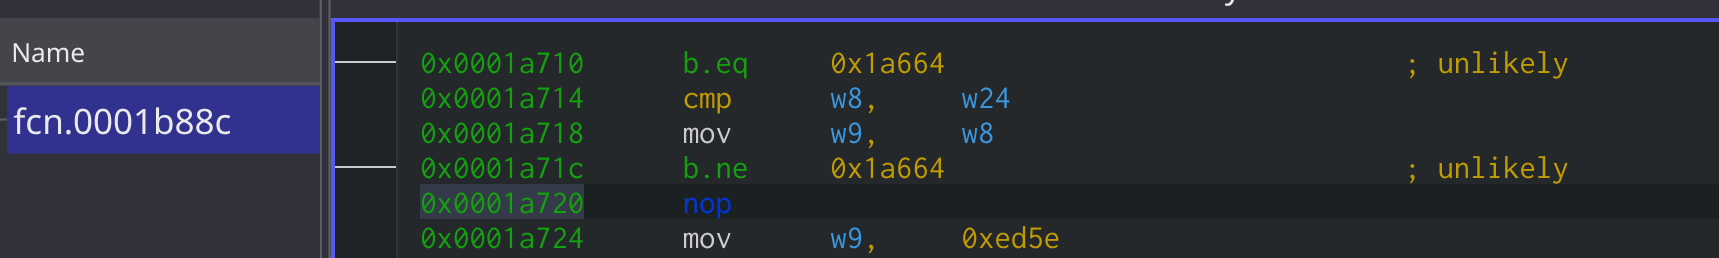 Name
fcn.0001b88c
0x0001a710 b.eq 0x1a664 ; unlikely
0x0001a714 cmp w8, w24
0x0001a718 mov w9, w8
0x0001a71c b.ne 0x1a664 ; unlikely
0x0001a720 nop
0x0001a724 mov w9, 0xed5e